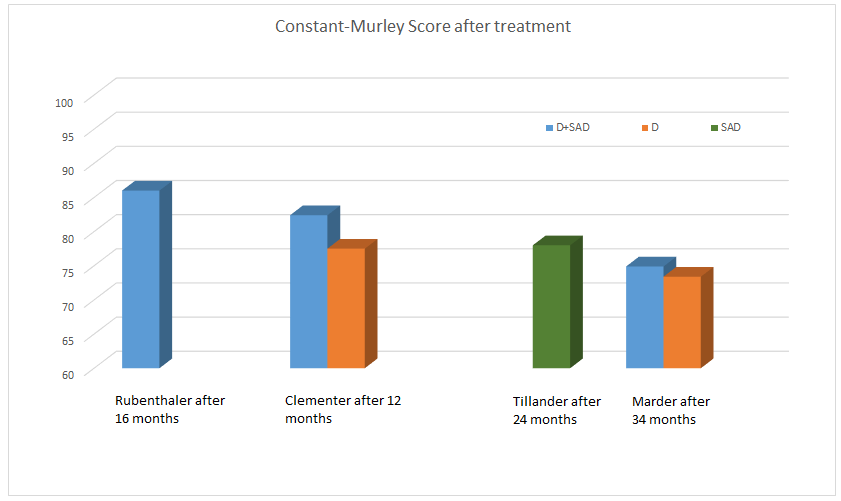 Constant-Murley Score after treatment
100
95
90
85
80
75
70
65
60
D+SAD
D
SAD
Rubenthaler after
16 months
Clementer after 12
months
Tillander after
24 months
Marder after
34 months